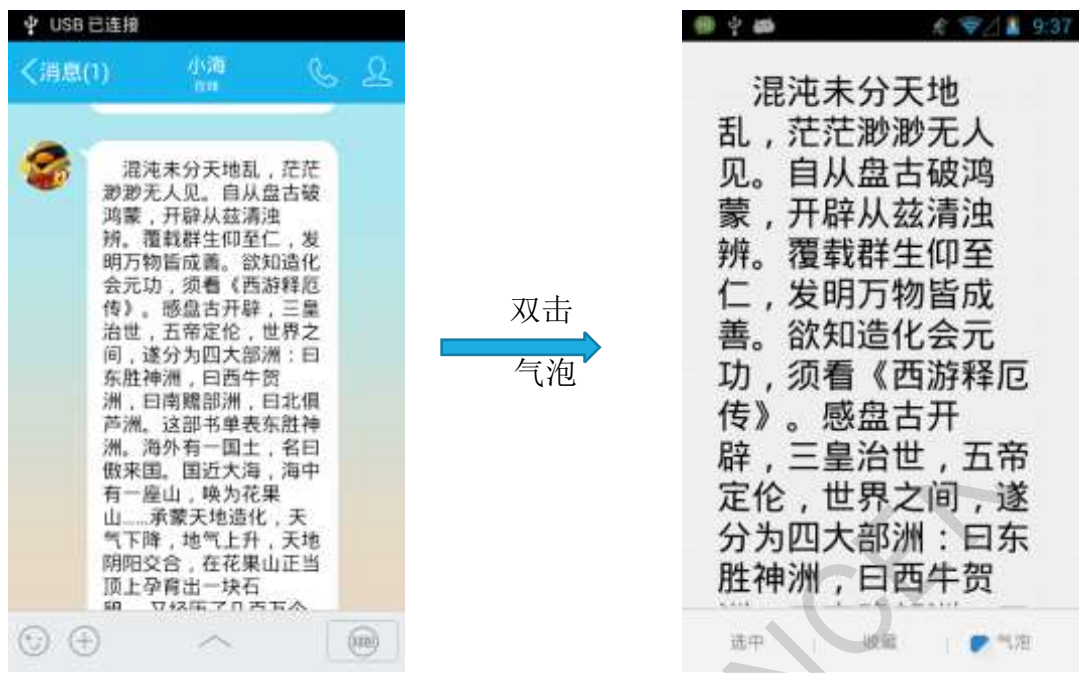 USB 已连接
消息(1)
小海
在线
混沌未分天地乱，茫茫
渺渺无人见。自从盘古破
鸿蒙，开辟从兹清浊
辨。覆载群生仰至仁，发
明万物皆成善。欲知造化
会元功，须看《西游释厄
传》。感盘古开辟，三皇
治世，五帝定伦，世界之
间，遂分为四大部洲：曰
东胜神洲，曰西牛贺
洲，曰南赡部洲，曰北俱
芦洲。这部书单表东胜神
洲。海外有一国土，名曰
傲来国。国近大海，海中
有一座山，唤为花果
山……承蒙天地造化，天
气下降，地气上升，天地
阴阳交合，在花果山正当
顶上孕育出一块石
卵。又经历了几百万个
双击
气泡
9:37
混沌未分天地
乱，茫茫渺渺无人
见。自从盘古破鸿
蒙，开辟从兹清浊
辨。覆载群生仰至
仁，发明万物皆成
善。欲知造化会元
功，须看《西游释厄
传》。感盘古开
辟，三皇治世，五帝
定伦，世界之间，遂
分为四大部洲：曰东
胜神洲，曰西牛贺
选中
收藏
气泡